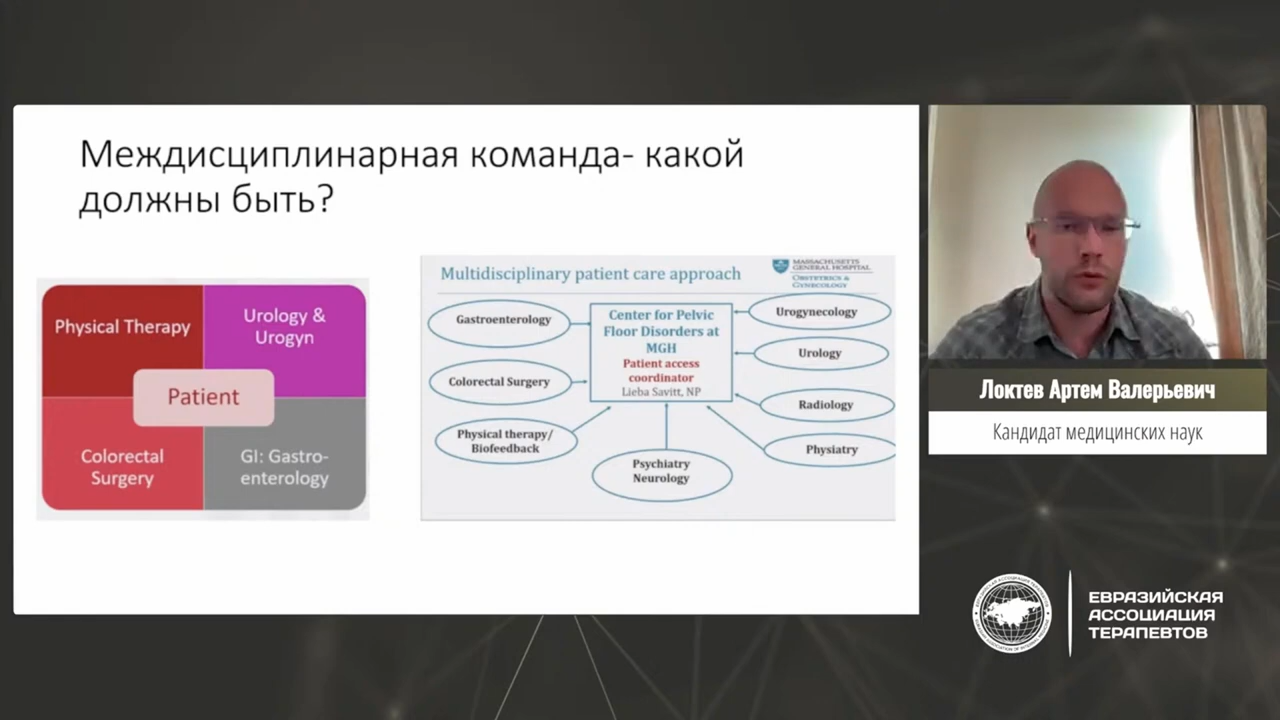 Междисциплинарная команда- какой
должны быть?
Physical Therapy
Urology &
Urogyn
Patient
Colorectal
Surgery
GI: Gastro-
enterology
Multidisciplinary patient care approach
MASSACHUSETTS
GENERAL HOSPITAL
OBSTETRICS &
GYNECOLOGY
Gastroenterology
Colorectal Surgery
Physical therapy/
Biofeedback
Center for Pelvic
Floor Disorders at
MGH
Patient access
coordinator
Lieba Savitt, NP
Psychiatry
Neurology
Urogynecology
Urology
Radiology
Physiatry
Локтев Артем Валерьевич
Кандидат медицинских наук
ЕВРАЗИЙСКАЯ
АССОЦИАЦИЯ
ТЕРАПЕВТОВ